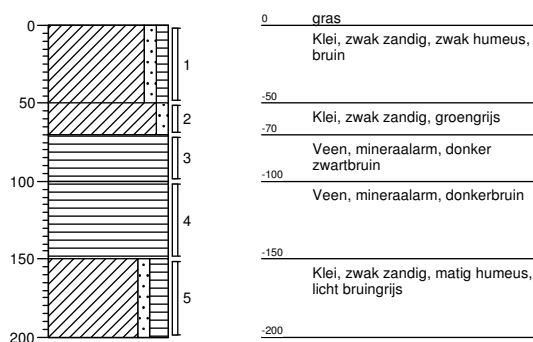 0
50
100
150
200
1
2
3
4
5
0 gras
Klei, zwak zandig, zwak humeus,
bruin
-50
Klei, zwak zandig, groengrijs
-70
Veen, mineraalarm, donker
zwartbruin
-100
Veen, mineraalarm, donkerbruin
-150
Klei, zwak zandig, matig humeus,
licht bruingrijs
-200